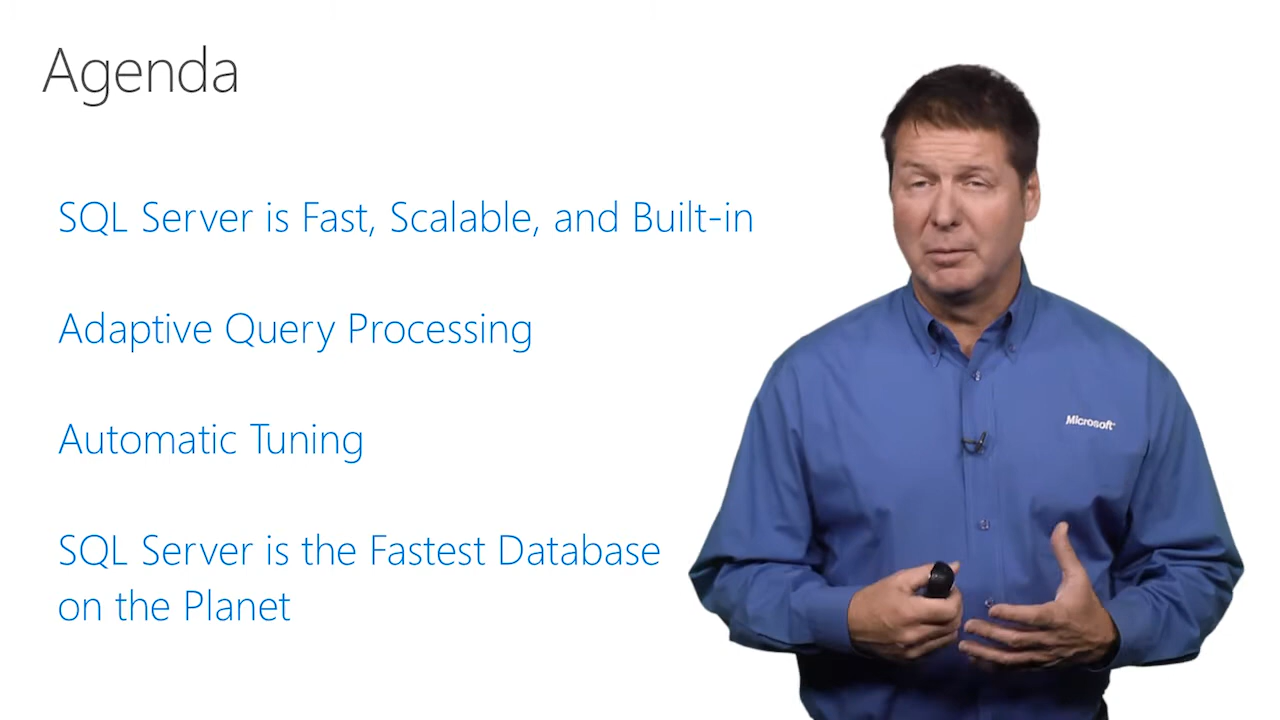 Agenda
SQL Server is Fast, Scalable, and Built-in
Adaptive Query Processing
Automatic Tuning
SQL Server is the Fastest Database
on the Planet
Microsoft